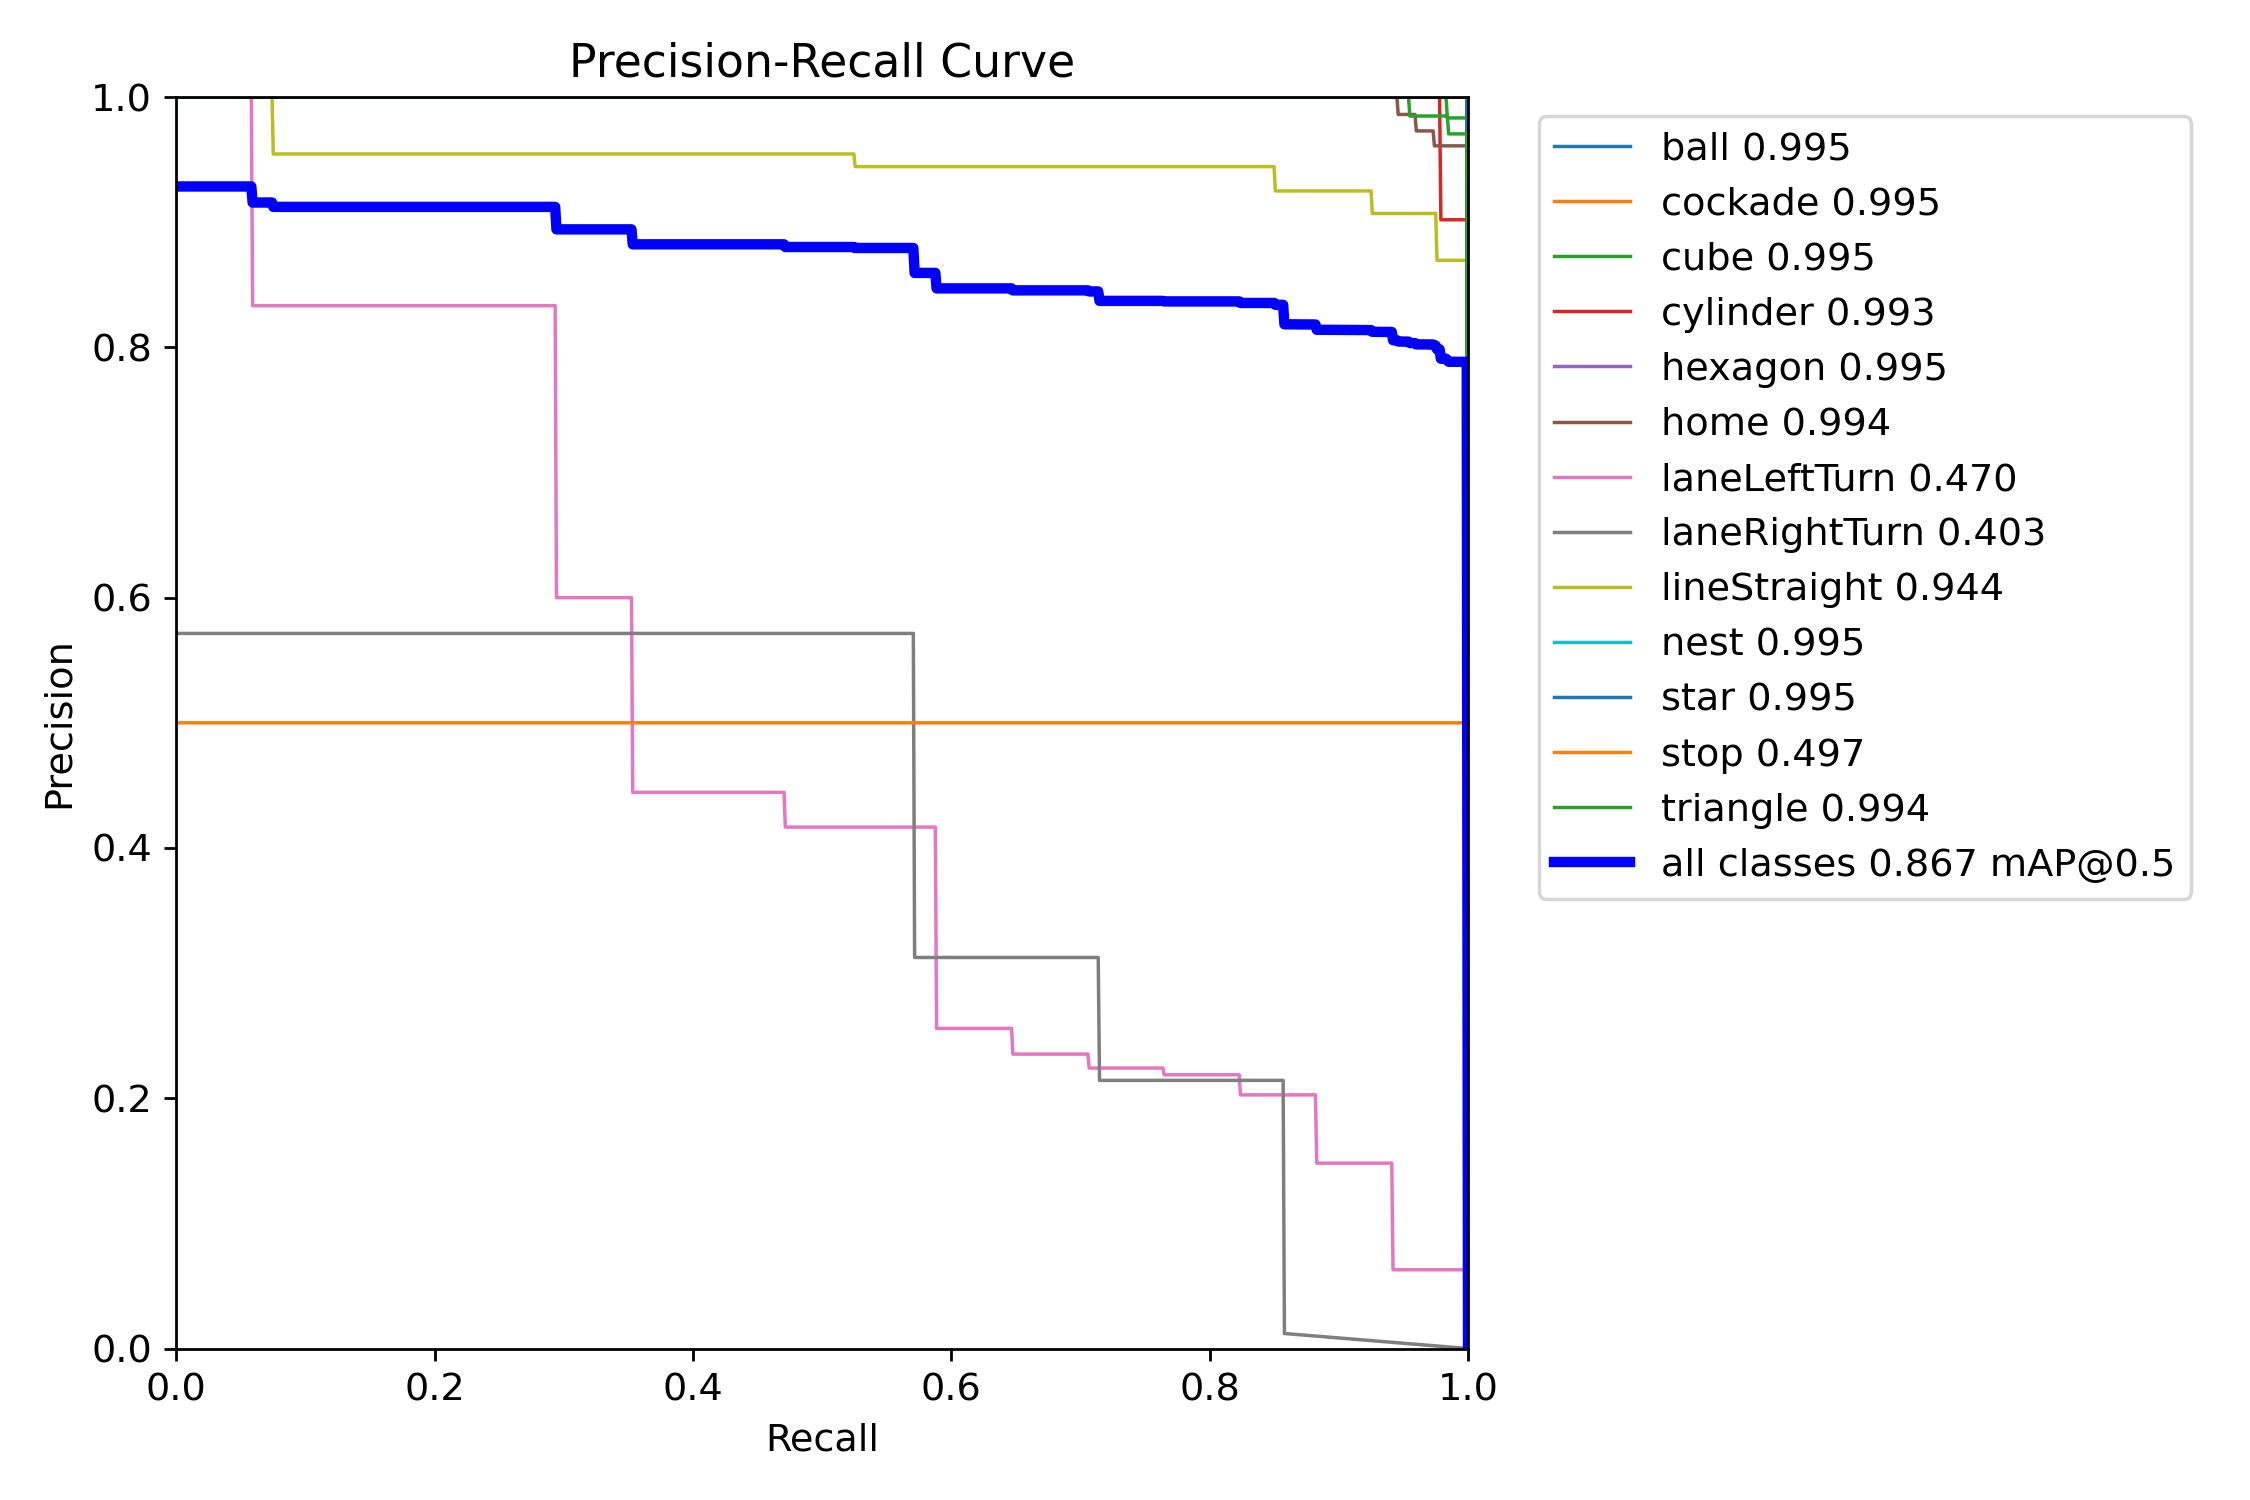 Precision-Recall Curve
1.0
0.8
0.6
0.4
0.2
0.0
Precision
0.0 0.2 0.4 0.6 0.8 1.0
Recall
ball 0.995
cockade 0.995
cube 0.995
cylinder 0.993
hexagon 0.995
home 0.994
laneLeftTurn 0.470
laneRightTurn 0.403
lineStraight 0.944
nest 0.995
star 0.995
stop 0.497
triangle 0.994
all classes 0.867 mAP@0.5